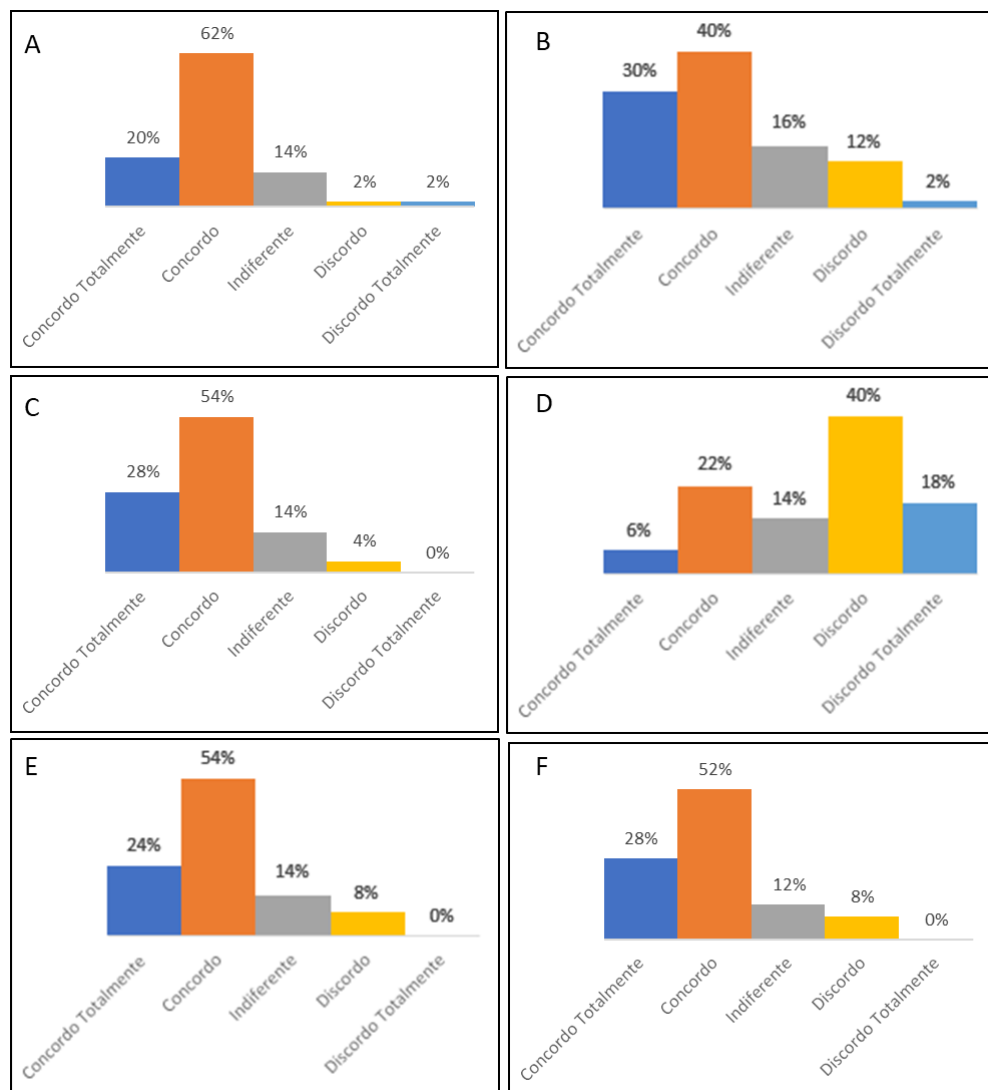 A
62%
20%
14%
2%
2%
Concordo Totalmente
Concordo
Indiferente
Discordo
Discordo Totalmente
B
40%
30%
16%
12%
2%
Concordo Totalmente
Concordo
Indiferente
Discordo
Discordo Totalmente
C
54%
28%
14%
4%
0%
Concordo Totalmente
Concordo
Indiferente
Discordo
Discordo Totalmente
D
40%
22%
18%
14%
6%
Concordo Totalmente
Concordo
Indiferente
Discordo
Discordo Totalmente
E
54%
24%
14%
8%
0%
Concordo Totalmente
Concordo
Indiferente
Discordo
Discordo Totalmente
F
52%
28%
12%
8%
0%
Concordo Totalmente
Concordo
Indiferente
Discordo
Discordo Totalmente